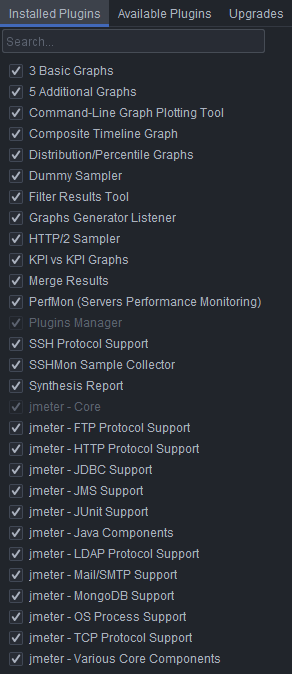 Installed Plugins Available Plugins Upgrades
Search...
3 Basic Graphs
5 Additional Graphs
Command-Line Graph Plotting Tool
Composite Timeline Graph
Distribution/Percentile Graphs
Dummy Sampler
Filter Results Tool
Graphs Generator Listener
HTTP/2 Sampler
KPI vs KPI Graphs
Merge Results
PerfMon (Servers Performance Monitoring)
Plugins Manager
SSH Protocol Support
SSHMon Sample Collector
Synthesis Report
jmeter - Core
jmeter - FTP Protocol Support
jmeter - HTTP Protocol Support
jmeter - JDBC Support
jmeter - JMS Support
jmeter - JUnit Support
jmeter - Java Components
jmeter - LDAP Protocol Support
jmeter - Mail/SMTP Support
jmeter - MongoDB Support
jmeter - OS Process Support
jmeter - TCP Protocol Support
jmeter - Various Core Components